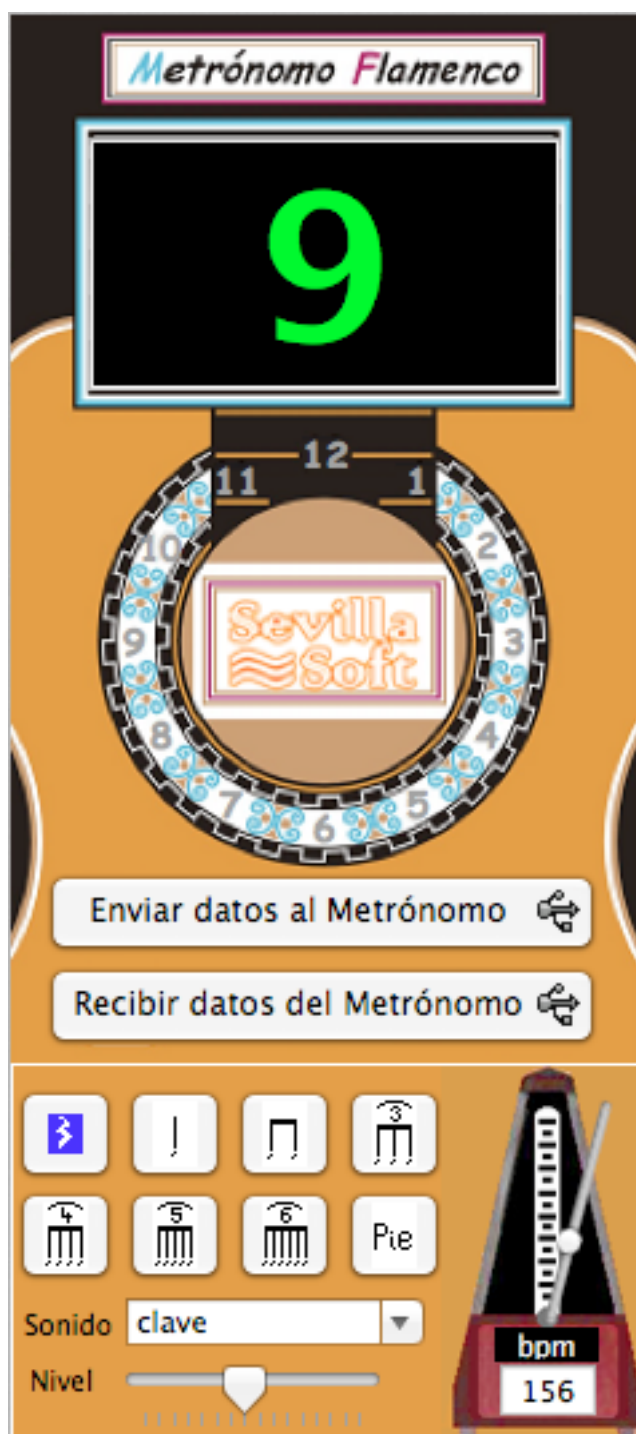 Metrónomo Flamenco
9
12
11 1
10 2
9 3
8 4
7 5
6
Sevilla
Soft
Enviar datos al Metrónomo
Recibir datos del Metrónomo
3
4 5 6 Pie
Sonido clave
Nivel
bpm
156